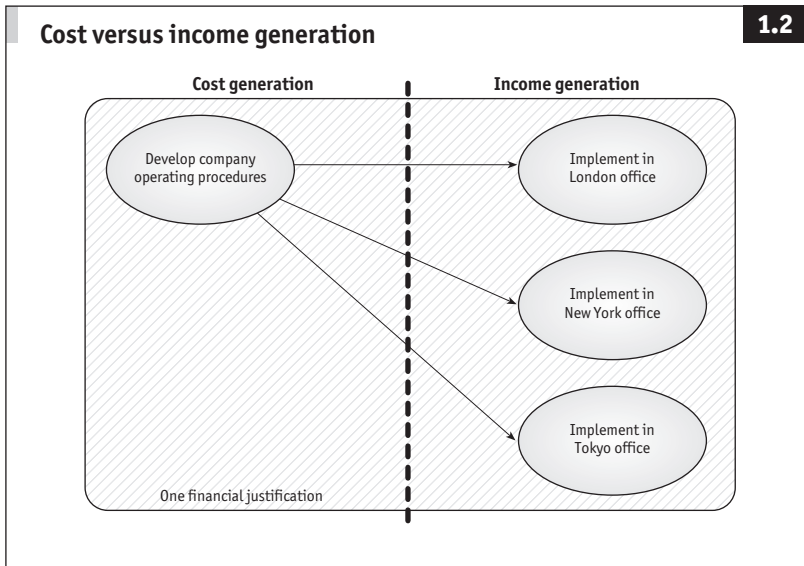 Cost versus income generation
1.2
Cost generation
Income generation
Develop company
operating procedures
Implement in
London office
Implement in
New York office
Implement in
Tokyo office
One financial justification